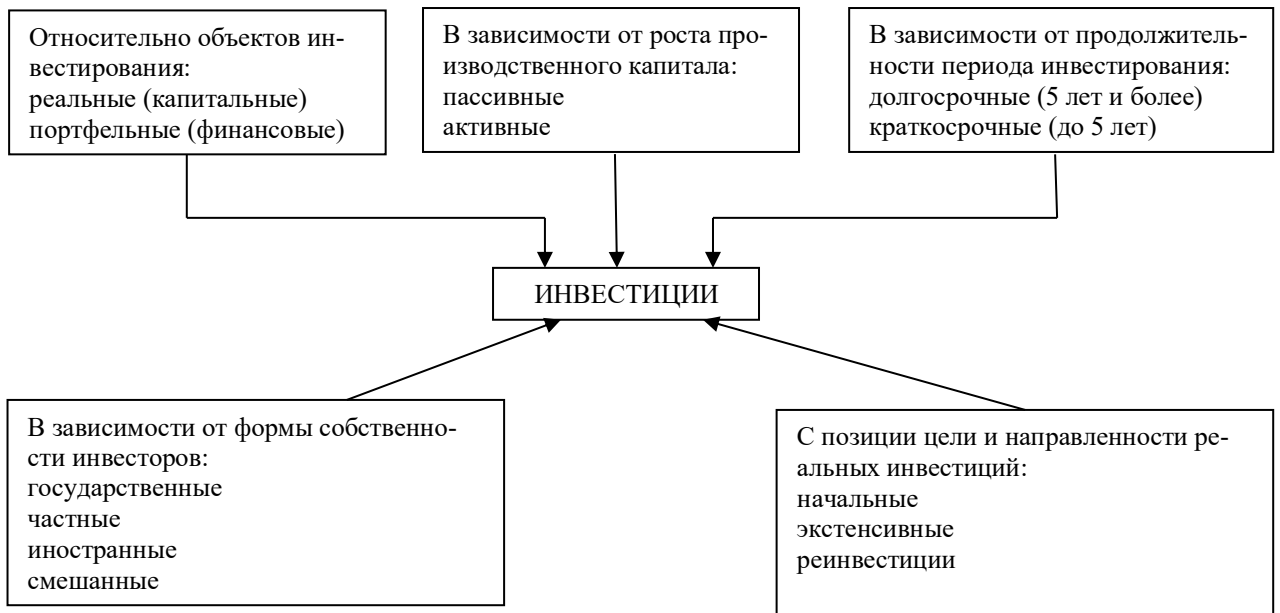 Относительно объектов ин-
вестирования:
реальные (капитальные)
портфельные (финансовые)
В зависимости от роста про-
изводственного капитала:
пассивные
активные
В зависимости от продолжитель-
ности периода инвестирования:
долгосрочные (5 лет и более)
краткосрочные (до 5 лет)
ИНВЕСТИЦИИ
В зависимости от формы собственно-
сти инвесторов:
государственные
частные
иностранные
смешанные
С позиции цели и направленности ре-
альных инвестиций:
начальные
экстенсивные
реинвестиции